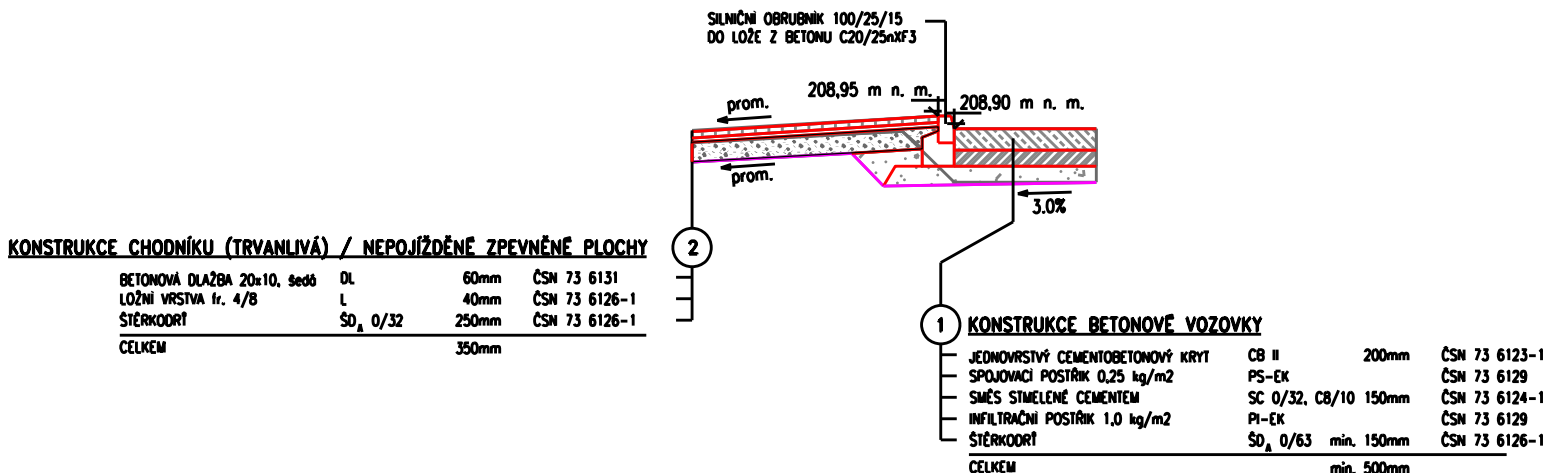 SILNIČNÍ OBRUBNÍK 100/25/15
DO LOŽE Z BETONU C20/25nXF3
208,95 m n. m.
208,90 m n. m.
prom.
prom.
3.0%
KONSTRUKCE CHODNÍKU (TRVANLIVÁ) / NEPOJÍŽDĚNÉ ZPEVNĚNÉ PLOCHY
2
BETONOVÁ DLAŽBA 20x10, šedá DL 60mm ČSN 73 6131
LOŽNÍ VRSTVA fr. 4/8 L 40mm ČSN 73 6126-1
ŠTĚRKODRŤ ŠDA 0/32 250mm ČSN 73 6126-1
CELKEM 350mm
1 KONSTRUKCE BETONOVÉ VOZOVKY
JEDNOVRSTVÝ CEMENTOBETONOVÝ KRYT CB II 200mm ČSN 73 6123-1
SPOJOVACÍ POSTŘIK 0,25 kg/m2 PS-EK ČSN 73 6129
SMĚS STMELENÉ CEMENTEM SC 0/32, C8/10 150mm ČSN 73 6124-1
INFILTRAČNÍ POSTŘIK 1,0 kg/m2 PI-EK ČSN 73 6129
ŠTĚRKODRŤ ŠDA 0/63 min. 150mm ČSN 73 6126-1
CELKEM min. 500mm